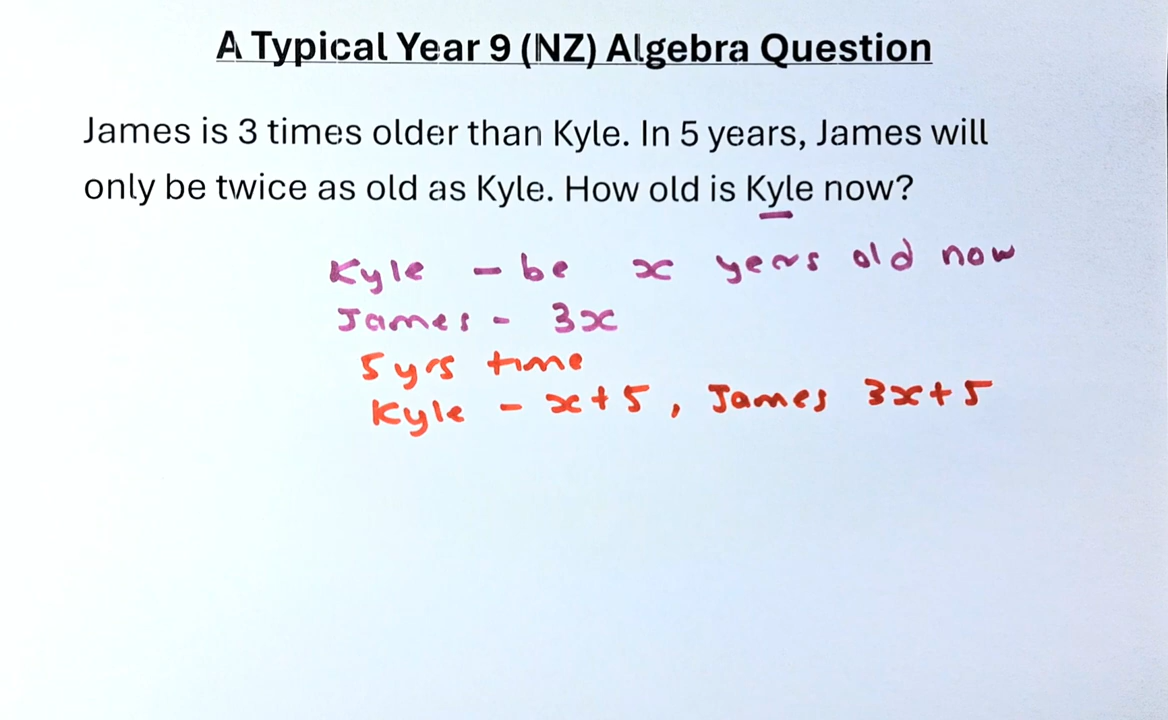 A Typical Year 9 (NZ) Algebra Question
James is 3 times older than Kyle. In 5 years, James will
only be twice as old as Kyle. How old is Kyle now?
Kyle - be x years old now
James - 3x
5 yrs time
Kyle - x+5, James 3x+5